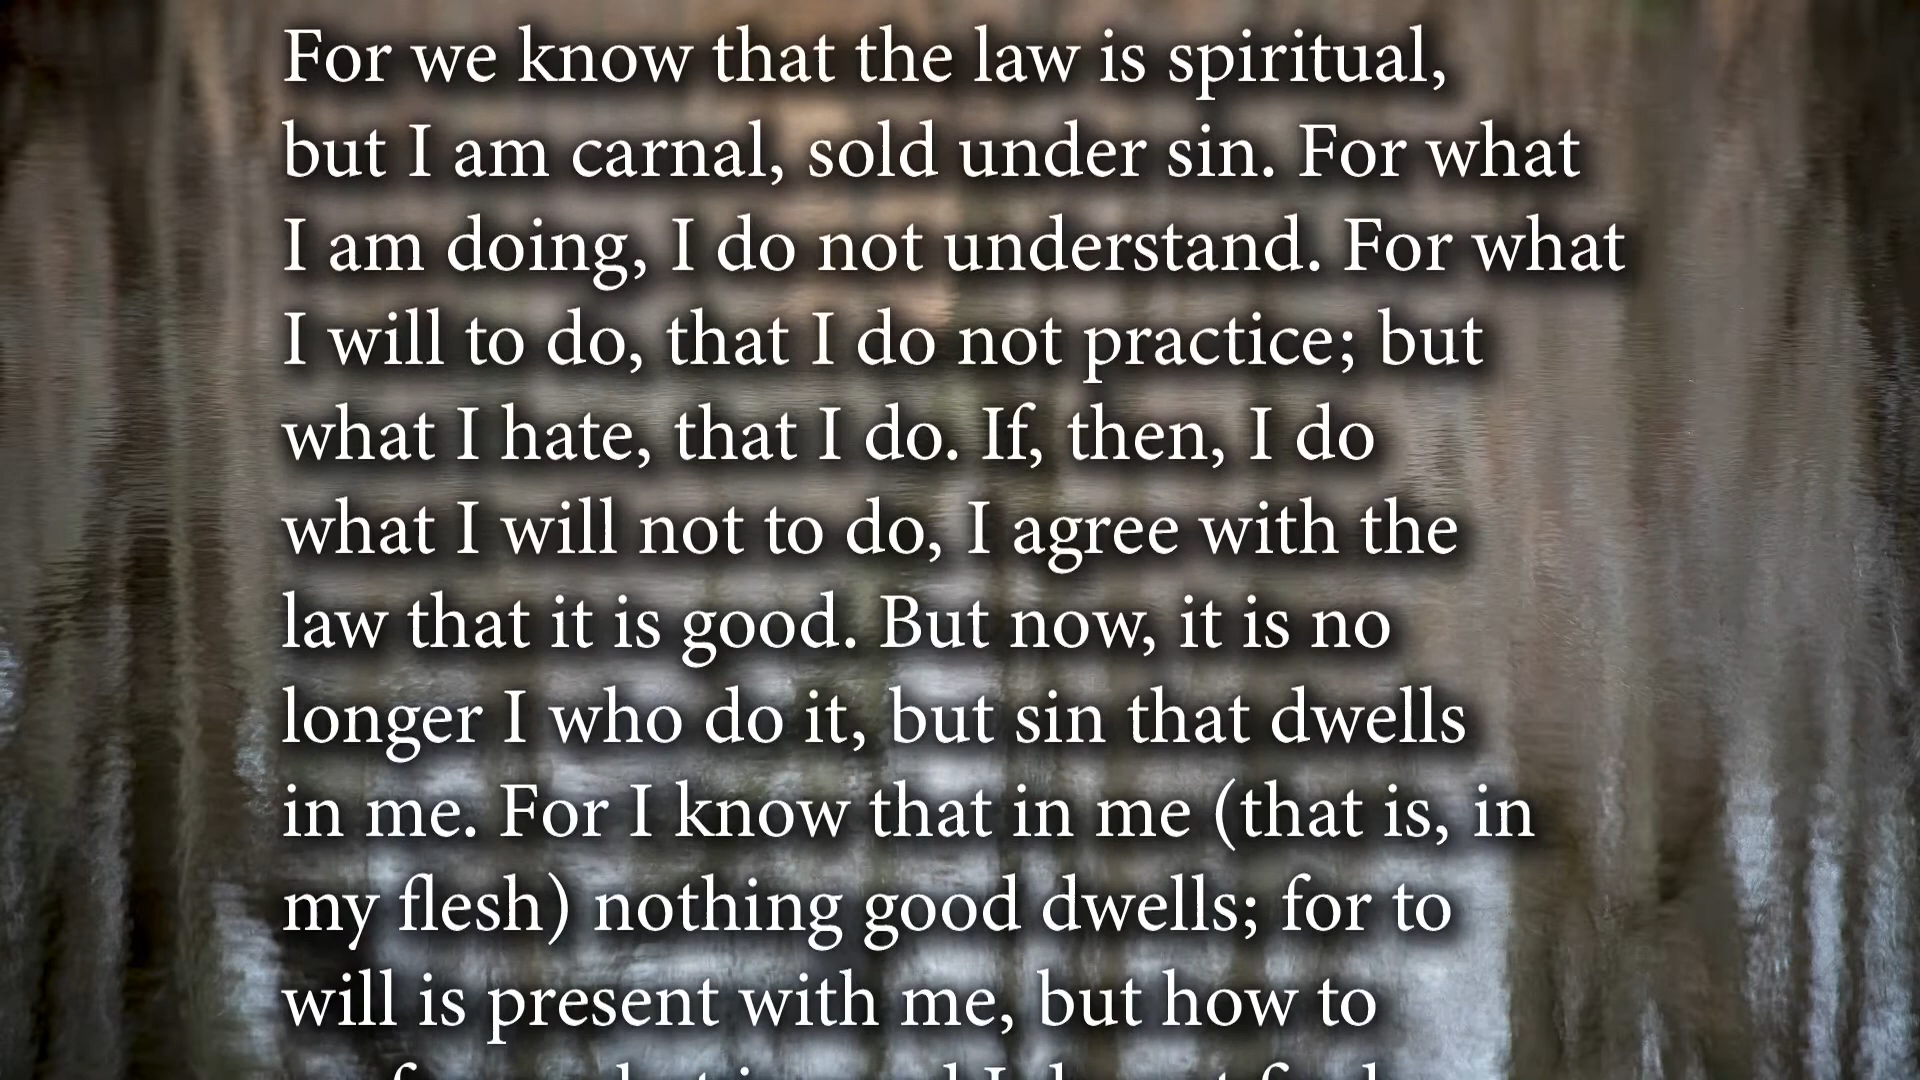 For we know that the law is spiritual,
but I am carnal, sold under sin. For what
I am doing, I do not understand. For what
I will to do, that I do not practice; but
what I hate, that I do. If, then, I do
what I will not to do, I agree with the
law that it is good. But now, it is no
longer I who do it, but sin that dwells
in me. For I know that in me (that is, in
my flesh) nothing good dwells; for to
will is present with me, but how to